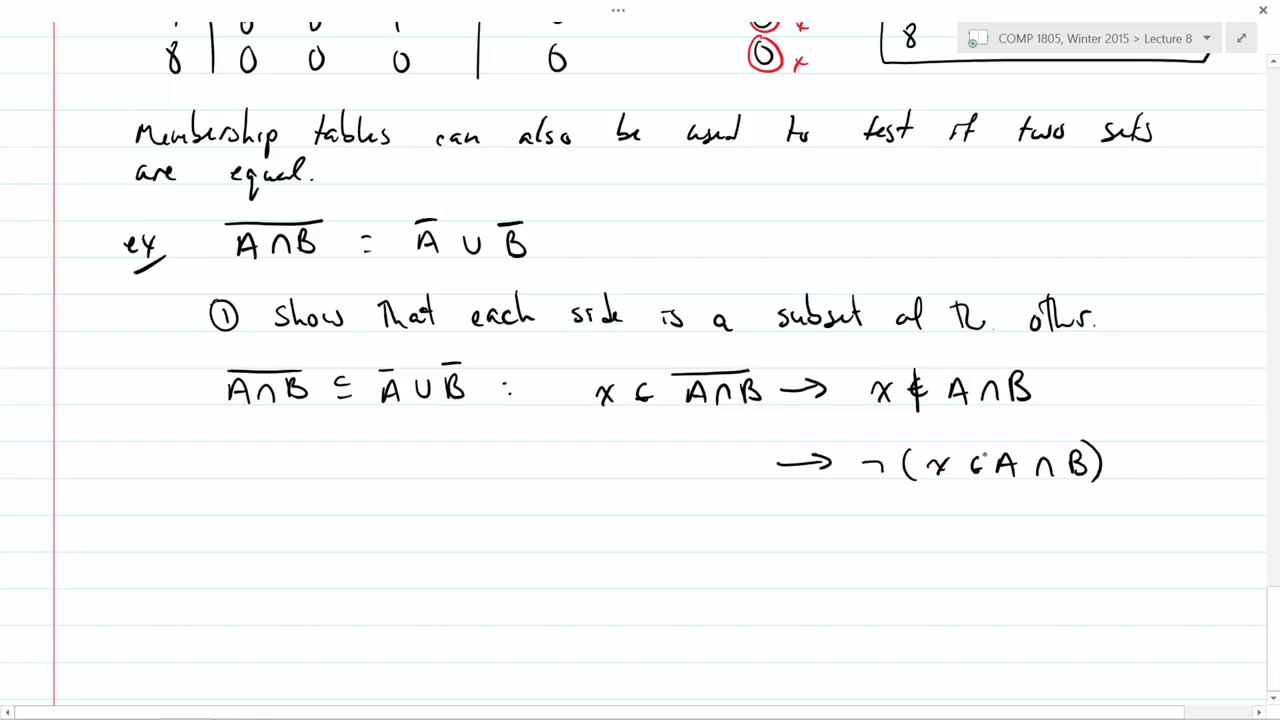 COMP 1805, Winter 2015 > Lecture 8
8 | 0 0 0 | 0 0 x 8
Membership tables can also be used to test if two sets
are equal.
ex A̅ ̅∩̅ ̅B̅ = A̅ ∪ B̅
① Show that each side is a subset of the other.
A̅ ̅∩̅ ̅B̅ ⊆ A̅ ∪ B̅ : x ∈ A̅ ̅∩̅ ̅B̅ → x ∉ A ∩ B
→ ¬ ( x ∈ A ∩ B )